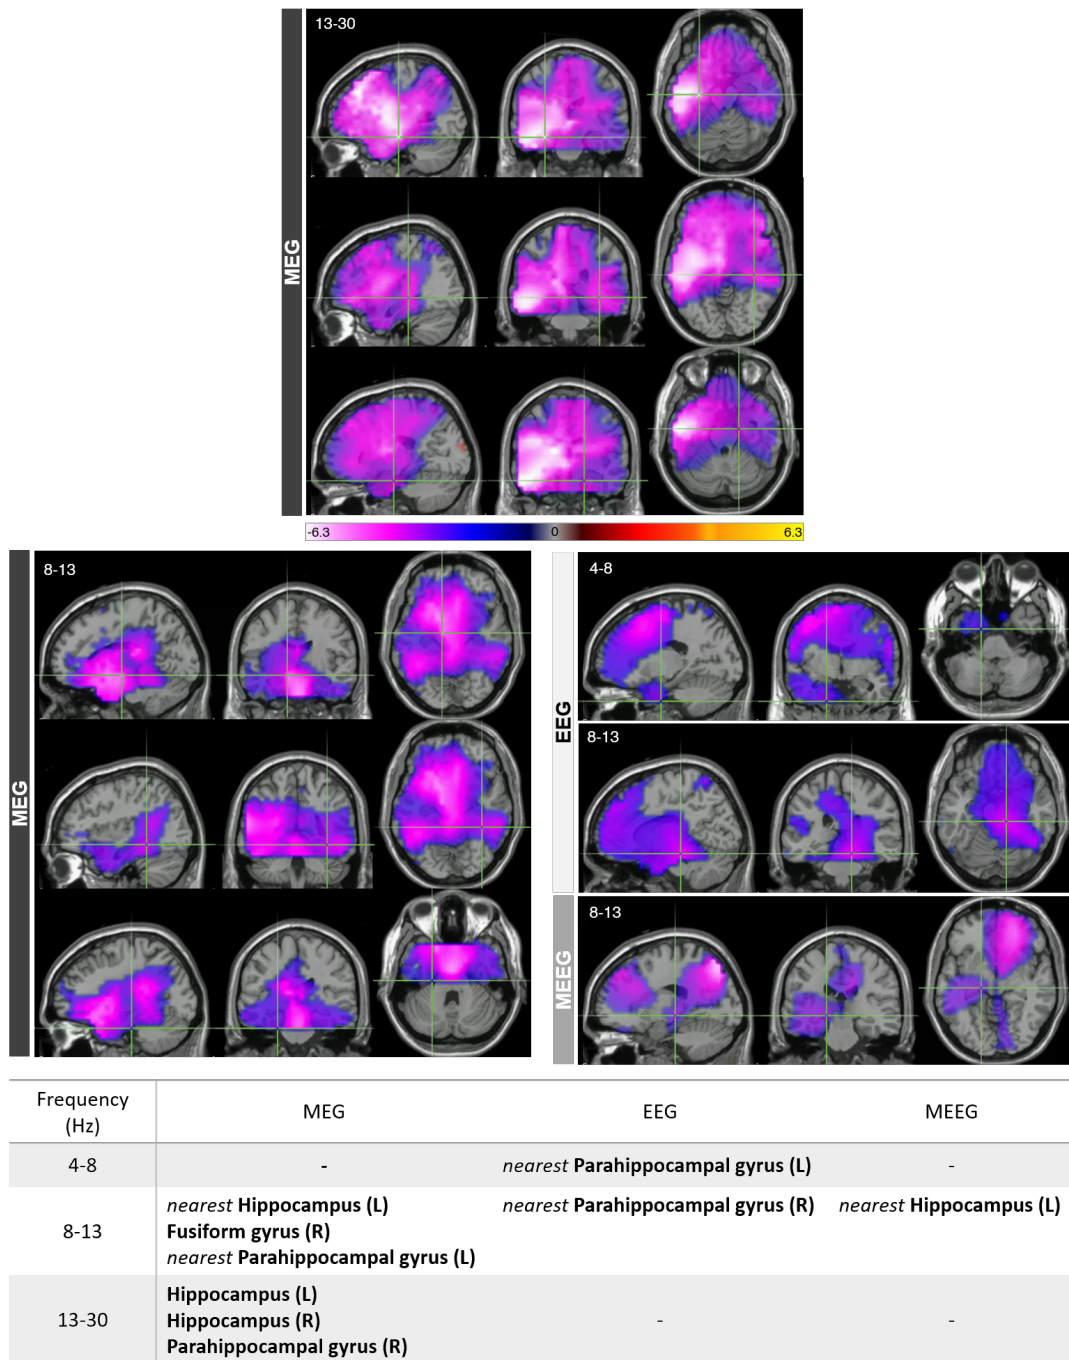 13-30
MEG
-6.3 0 6.3
8-13
MEG
4-8
EEG
8-13
8-13
MEEG
Frequency (Hz) MEG EEG MEEG
4-8 - nearest Parahippocampal gyrus (L) -
8-13 nearest Hippocampus (L) nearest Parahippocampal gyrus (R) nearest Hippocampus (L)
Fusiform gyrus (R)
nearest Parahippocampal gyrus (L)
13-30 Hippocampus (L) - -
Hippocampus (R)
Parahippocampal gyrus (R)